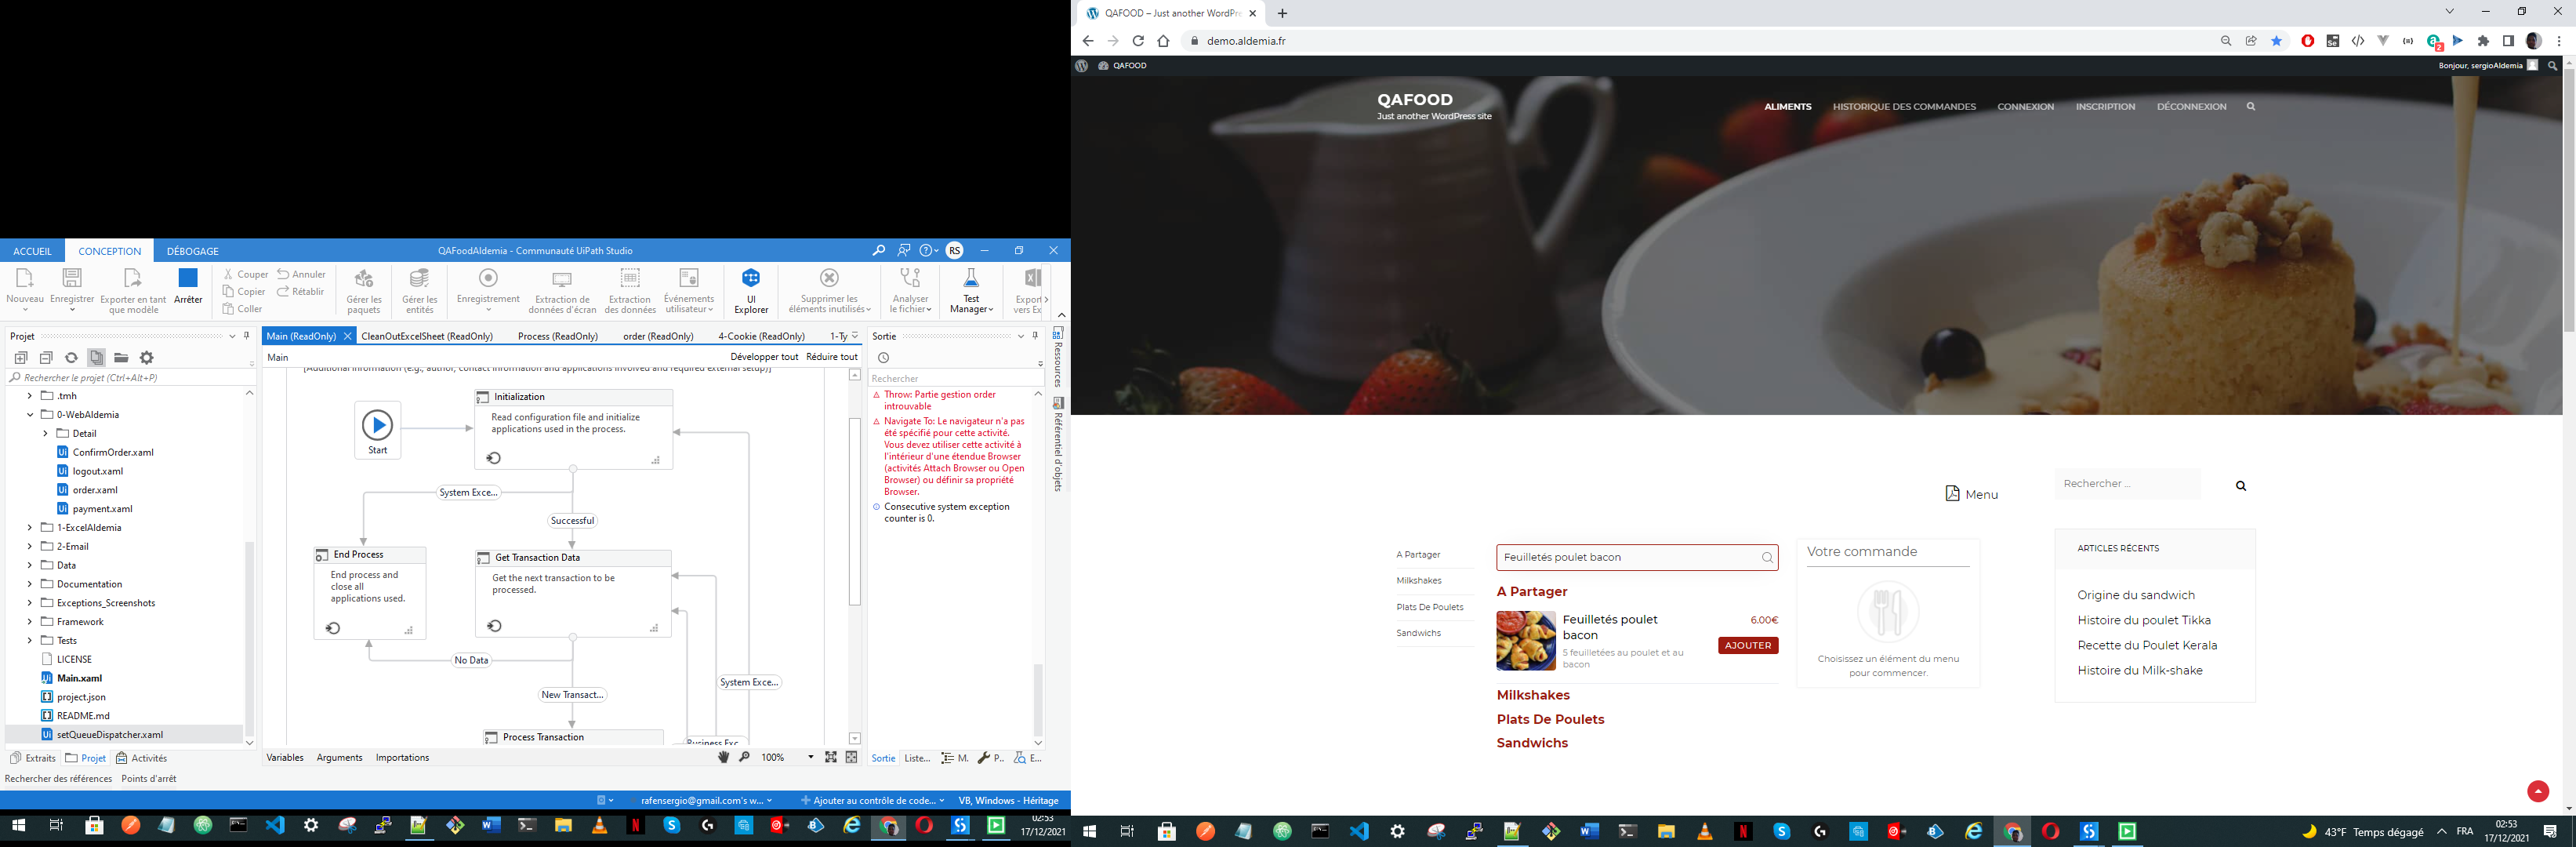 ACCUEIL
CONCEPTION
DÉBOGAGE
QAFoodAldemia - Communauté UiPath Studio
RS
Nouveau
Enregistrer
Exporter en tant
que modèle
Arrêter
Couper
Copier
Coller
Annuler
Rétablir
Gérer les
paquets
Gérer les
entités
Enregistrement
Extraction de
données d'écran
Extraction
des données
Événements
utilisateur
UI
Explorer
Supprimer les
éléments inutilisés
Analyser
le fichier
Test
Manager
Export
vers Ex
Projet
Rechercher le projet (Ctrl+Alt+P)
.tmh
0-WebAldemia
Detail
ConfirmOrder.xaml
logout.xaml
order.xaml
payment.xaml
1-ExcelAldemia
2-Email
Data
Documentation
Exceptions_Screenshots
Framework
Tests
LICENSE
Main.xaml
project.json
README.md
setQueueDispatcher.xaml
Extraits
Projet
Activités
Rechercher des références
Points d'arrêt
Main (ReadOnly)
CleanOutExcelSheet (ReadOnly)
Process (ReadOnly)
order (ReadOnly)
4-Cookie (ReadOnly)
1-Ty
Main
Développer tout
Réduire tout
[Additional information (e.g., author, contact information and applications involved and required external setup)]
Start
Initialization
Read configuration file and initialize
applications used in the process.
System Exce...
Successful
End Process
End process and
close all
applications used.
Get Transaction Data
Get the next transaction to be
processed.
No Data
New Transact...
System Exce...
Business Exc...
Process Transaction
Variables
Arguments
Importations
100%
Sortie
Rechercher
Throw: Partie gestion order
introuvable
Navigate To: Le navigateur n'a pas
été spécifié pour cette activité.
Vous devez utiliser cette activité à
l'intérieur d'une étendue Browser
(activités Attach Browser ou Open
Browser) ou définir sa propriété
Browser.
Consecutive system exception
counter is 0.
Sortie
Liste...
M.
P..
E...
Ressources
Référentiel d'objets
rafensergio@gmail.com's w...
Ajouter au contrôle de code...
VB, Windows - Héritage
02:53
17/12/2021
QAFOOD – Just another WordPre
demo.aldemia.fr
2
QAFOOD
Bonjour, sergioAldemia
QAFOOD
Just another WordPress site
ALIMENTS
HISTORIQUE DES COMMANDES
CONNEXION
INSCRIPTION
DÉCONNEXION
Menu
Rechercher ...
A Partager
Milkshakes
Plats De Poulets
Sandwichs
Feuilletés poulet bacon
A Partager
Feuilletés poulet
bacon
6.00€
5 feuilletées au poulet et au
bacon
AJOUTER
Milkshakes
Plats De Poulets
Sandwichs
Votre commande
Choisissez un élément du menu
pour commencer.
ARTICLES RÉCENTS
Origine du sandwich
Histoire du poulet Tikka
Recette du Poulet Kerala
Histoire du Milk-shake
43°F Temps dégagé
FRA
02:53
17/12/2021